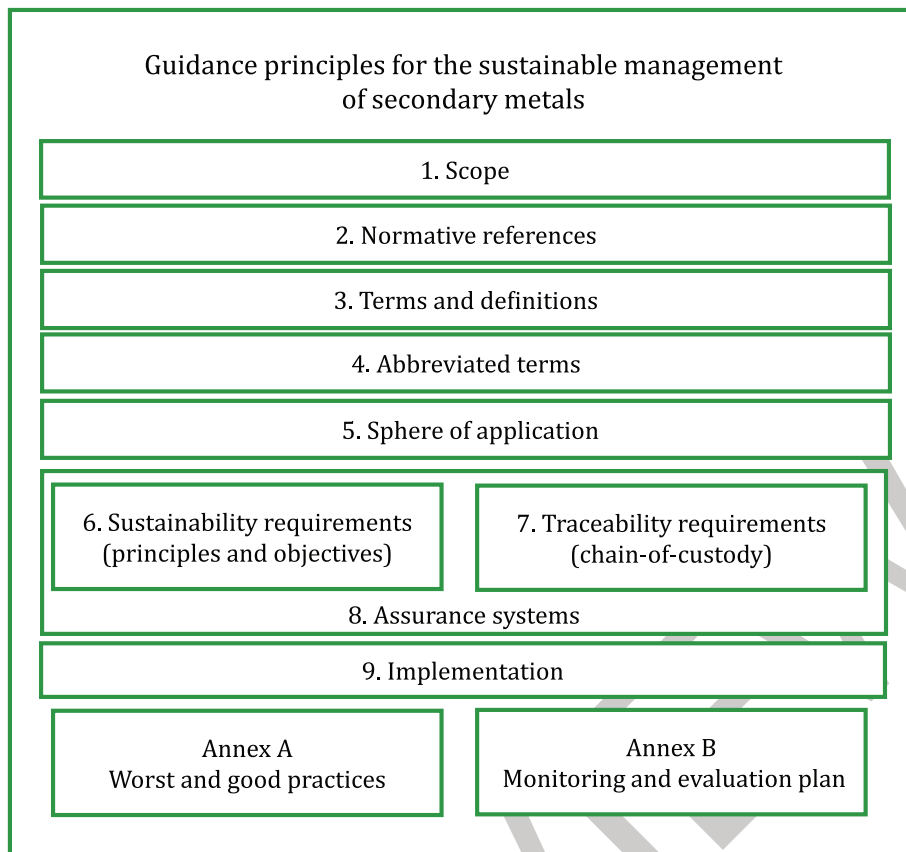 Guidance principles for the sustainable management
of secondary metals
1. Scope
2. Normative references
3. Terms and definitions
4. Abbreviated terms
5. Sphere of application
6. Sustainability requirements
(principles and objectives)
7. Traceability requirements
(chain-of-custody)
8. Assurance systems
9. Implementation
Annex A
Worst and good practices
Annex B
Monitoring and evaluation plan